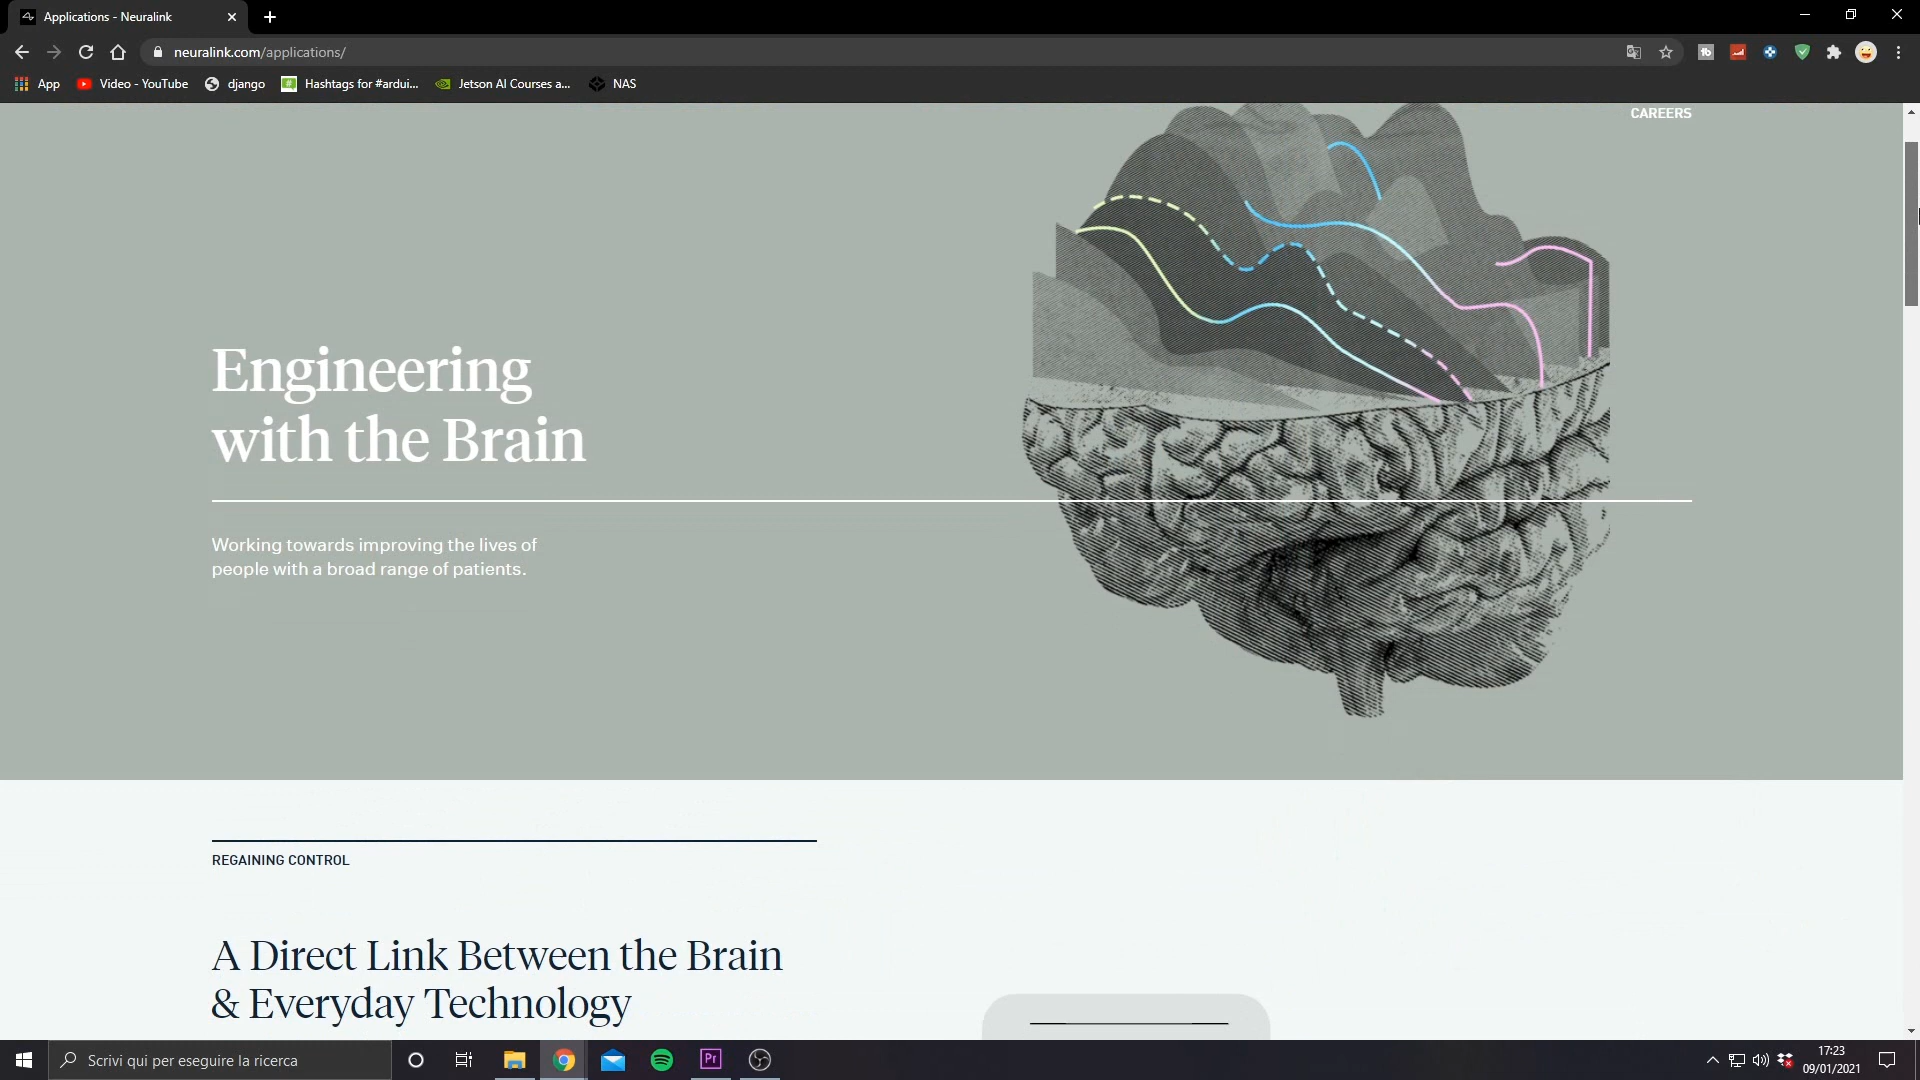 Applications - Neuralink
neuralink.com/applications/
App
Video - YouTube
django
Hashtags for #ardui...
Jetson AI Courses a...
NAS
CAREERS
Engineering
with the Brain
Working towards improving the lives of
people with a broad range of patients.
REGAINING CONTROL
A Direct Link Between the Brain
& Everyday Technology
Scrivi qui per eseguire la ricerca
Pr
17:23
09/01/2021